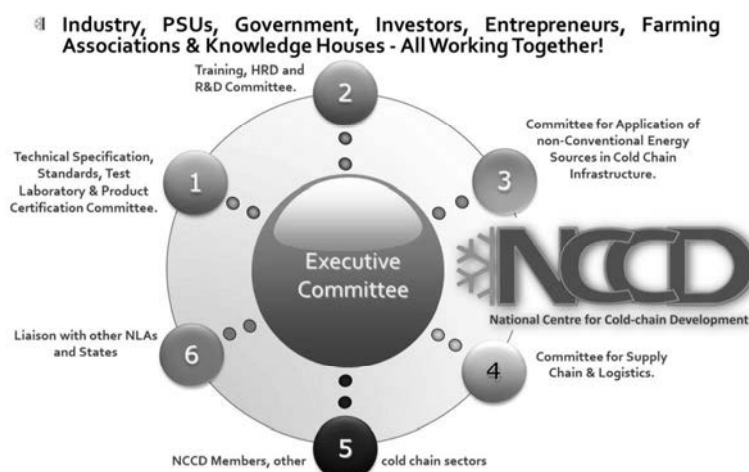 Industry, PSUs, Government, Investors, Entrepreneurs, Farming
Associations & Knowledge Houses - All Working Together!
Training, HRD and
R&D Committee.
2
Committee for Application of
non-Conventional Energy
Sources in Cold Chain
Infrastructure.
3
Technical Specification,
Standards, Test
Laboratory & Product
Certification Committee.
1
Executive
Committee
NCCD
National Centre for Cold-chain Development
Liaison with other NLAs
and States
6
4
Committee for Supply
Chain & Logistics.
NCCD Members, other
5
cold chain sectors